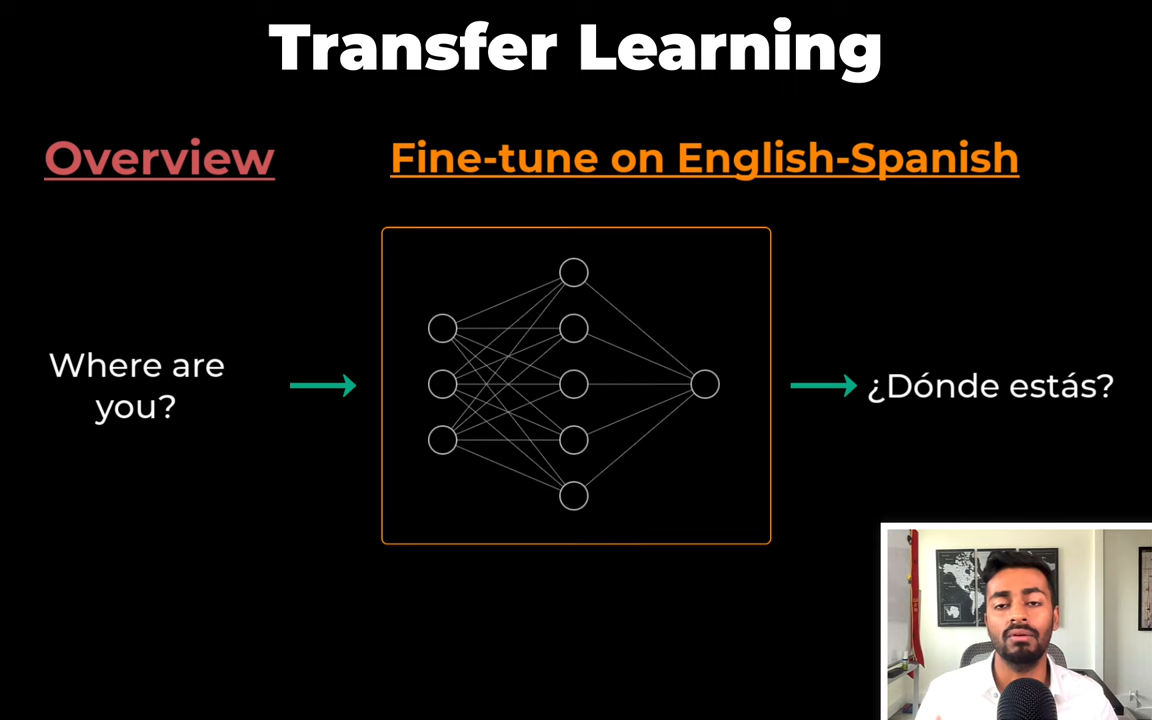 Transfer Learning
Overview
Fine-tune on English-Spanish
Where are
you?
¿Dónde estás?